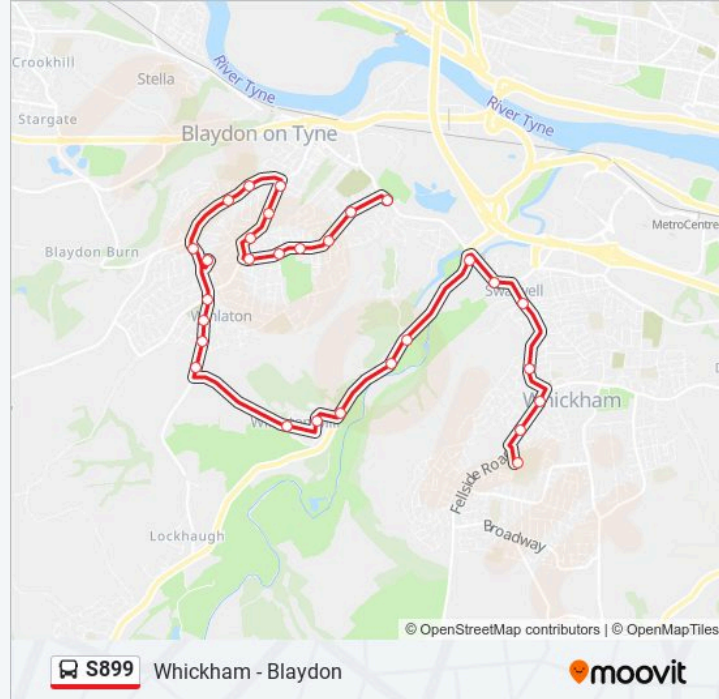 Crookhill
Stella
River Tyne
River Tyne
Stargate
Blaydon on Tyne
MetroCentre
Blaydon Burn
Swalwell
Winlaton
Whickham
Fellside Road
Lockhaugh
Broadway
© OpenStreetMap contributors | © OpenMapTiles
S899 Whickham - Blaydon
moovit